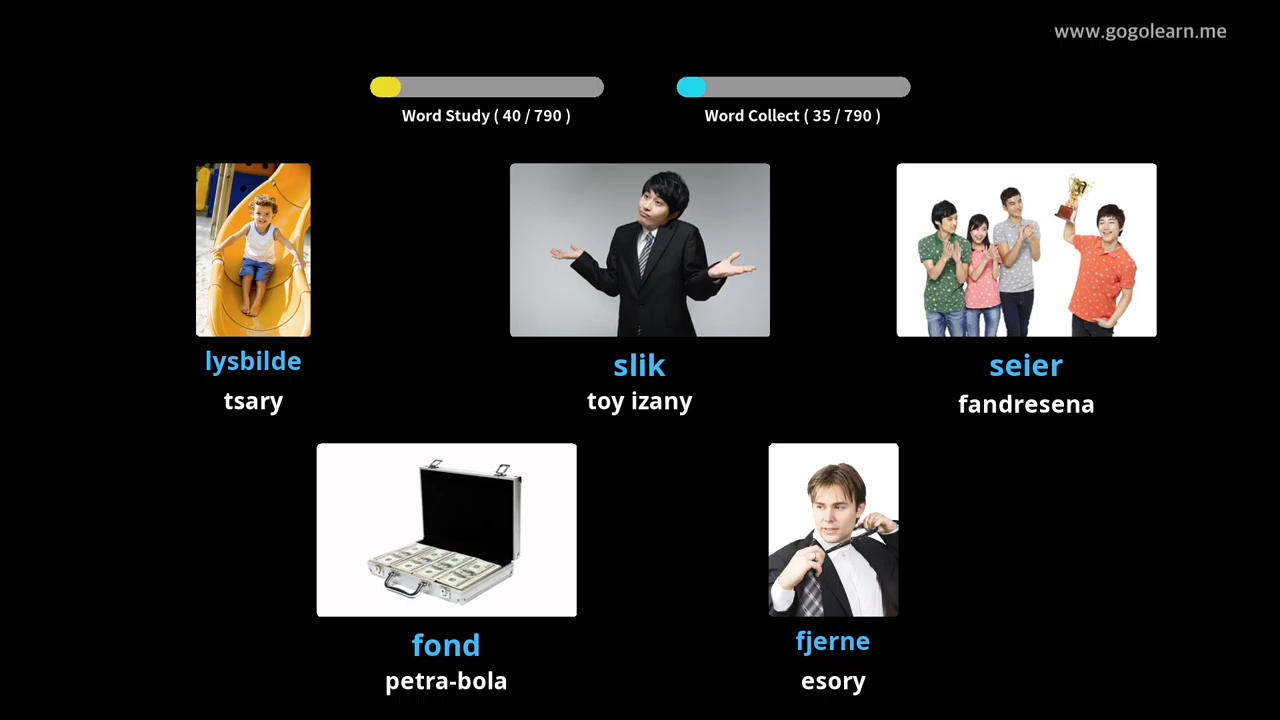 www.gogolearn.me
Word Study ( 40 / 790 )
Word Collect ( 35 / 790 )
lysbilde
tsary
slik
toy izany
seier
fandresena
fond
petra-bola
fjerne
esory